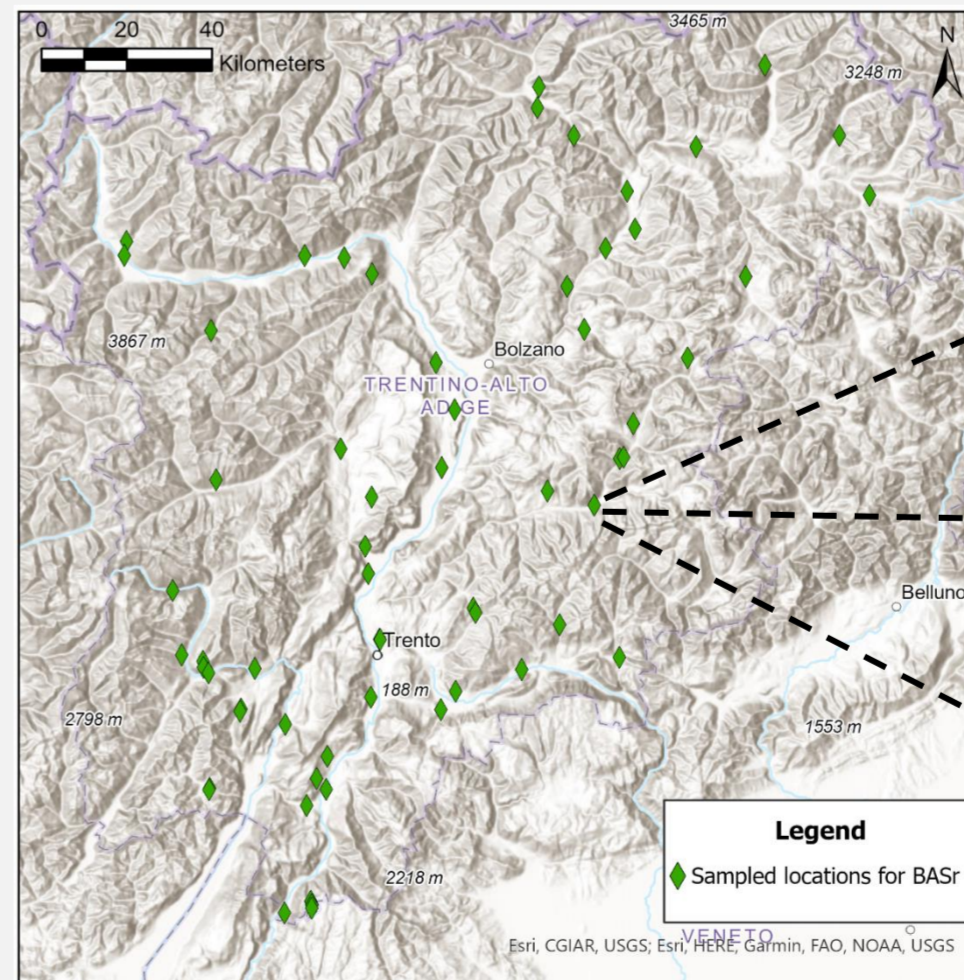 3465 m
0 20 40
Kilometers
N
3248 m
3867 m
Bolzano
TRENTINO-ALTO
ADIGE
Belluno
Trento
188 m
2798 m
1553 m
Legend
Sampled locations for BASr
2218 m
VENETO
Esri, CGIAR, USGS; Esri, HERE, Garmin, FAO, NOAA, USGS